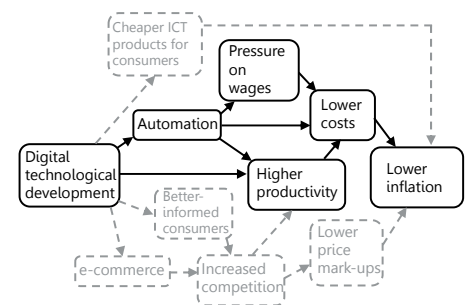 Cheaper ICT
products for
consumers
Pressure
on
wages
Automation
Lower
costs
Digital
technological
development
Higher
productivity
Lower
inflation
Better-
informed
consumers
Lower
price
mark-ups
e-commerce
Increased
competition